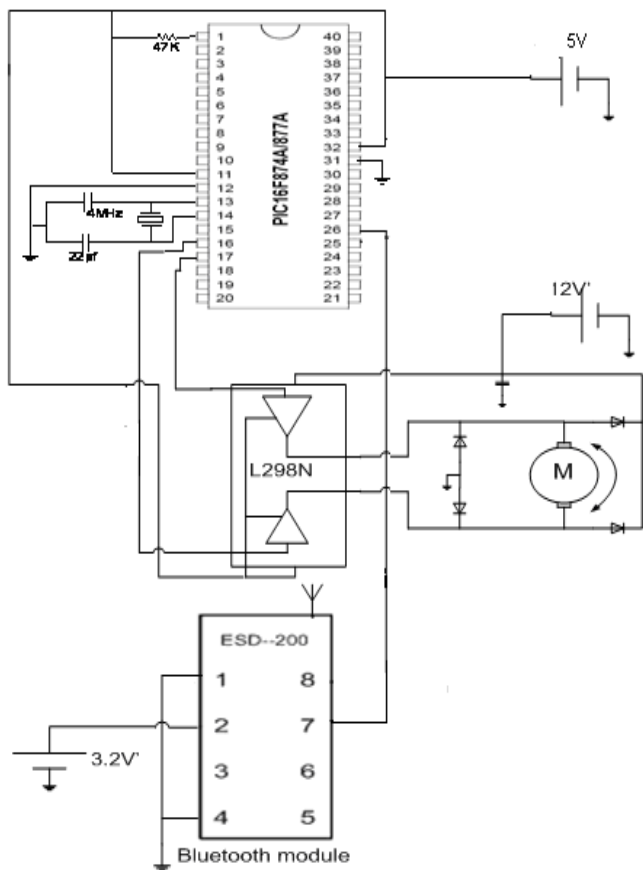 1 40
47K
2 39
3 38
4 37
5 36
6 35
7 34
8 33
9 32
10 31
11 30
12 29
13 28
14 27
15 26
16 25
17 24
18 23
19 22
20 21
PIC16F874A/877A
5V
4MHz
22pf
12V'
L298N
M
ESD--200
1 8
2 7
3 6
4 5
3.2V'
Bluetooth module